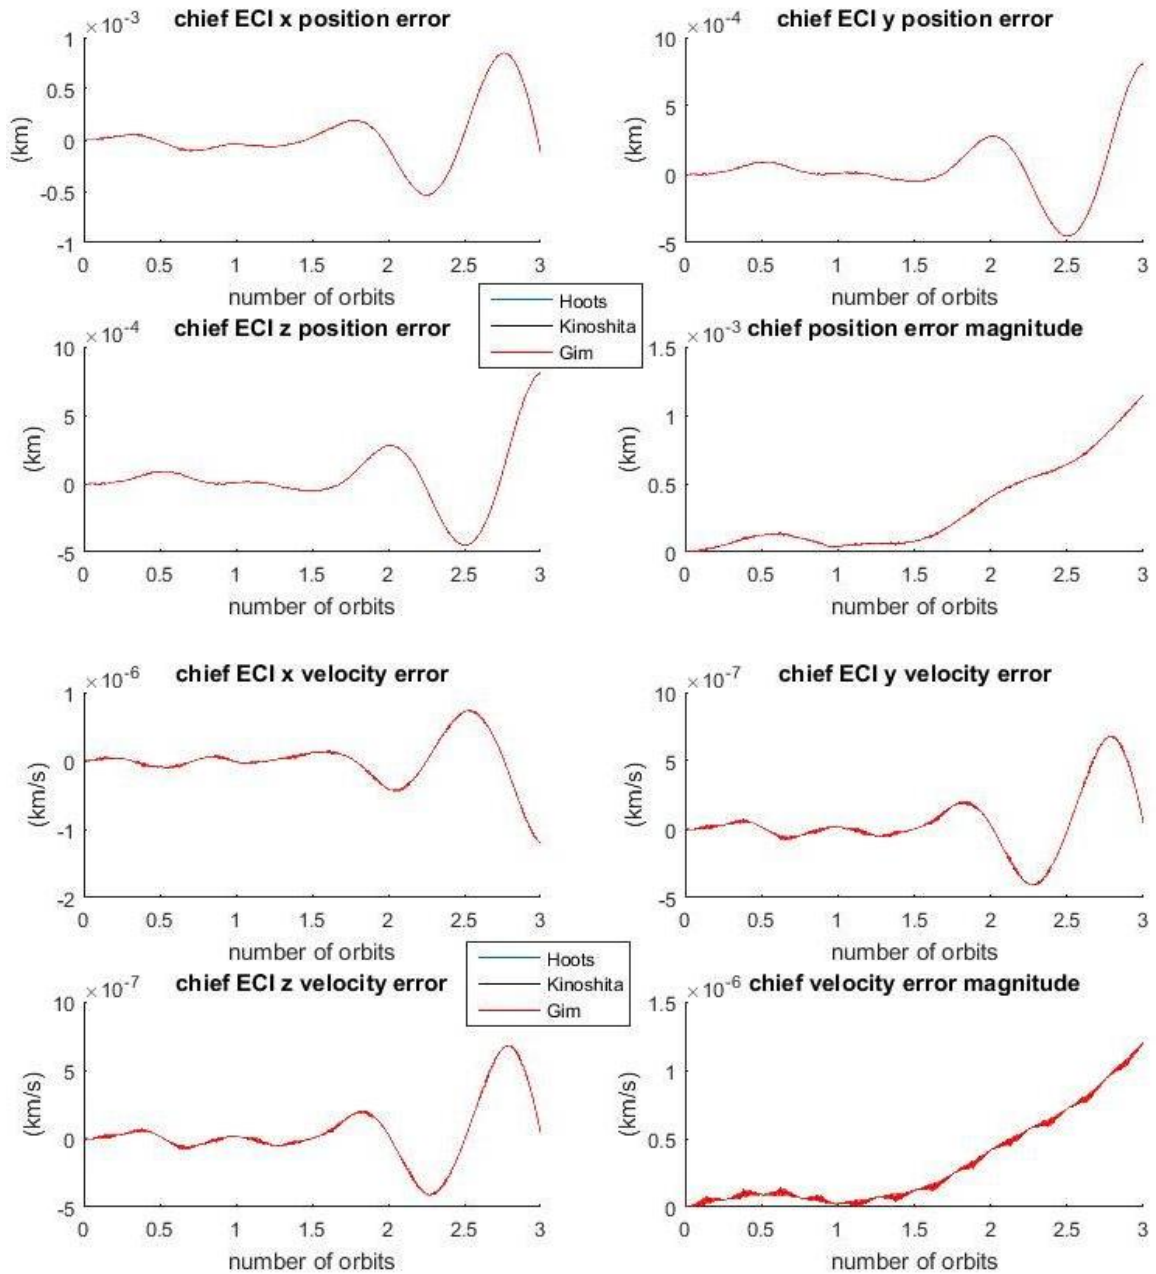 chief ECI x position error
×10^-3
1
0.5
0
-0.5
-1
(km)
0 0.5 1 1.5 2 2.5 3
number of orbits
chief ECI y position error
×10^-4
10
5
0
-5
(km)
0 0.5 1 1.5 2 2.5 3
number of orbits
Hoots
Kinoshita
Gim
chief ECI z position error
×10^-4
10
5
0
-5
(km)
0 0.5 1 1.5 2 2.5 3
number of orbits
chief position error magnitude
×10^-3
1.5
1
0.5
0
(km)
0 0.5 1 1.5 2 2.5 3
number of orbits
chief ECI x velocity error
×10^-6
1
0
-1
-2
(km/s)
0 0.5 1 1.5 2 2.5 3
number of orbits
chief ECI y velocity error
×10^-7
10
5
0
-5
(km/s)
0 0.5 1 1.5 2 2.5 3
number of orbits
Hoots
Kinoshita
Gim
chief ECI z velocity error
×10^-7
10
5
0
-5
(km/s)
0 0.5 1 1.5 2 2.5 3
number of orbits
chief velocity error magnitude
×10^-6
1.5
1
0.5
0
(km/s)
0 0.5 1 1.5 2 2.5 3
number of orbits